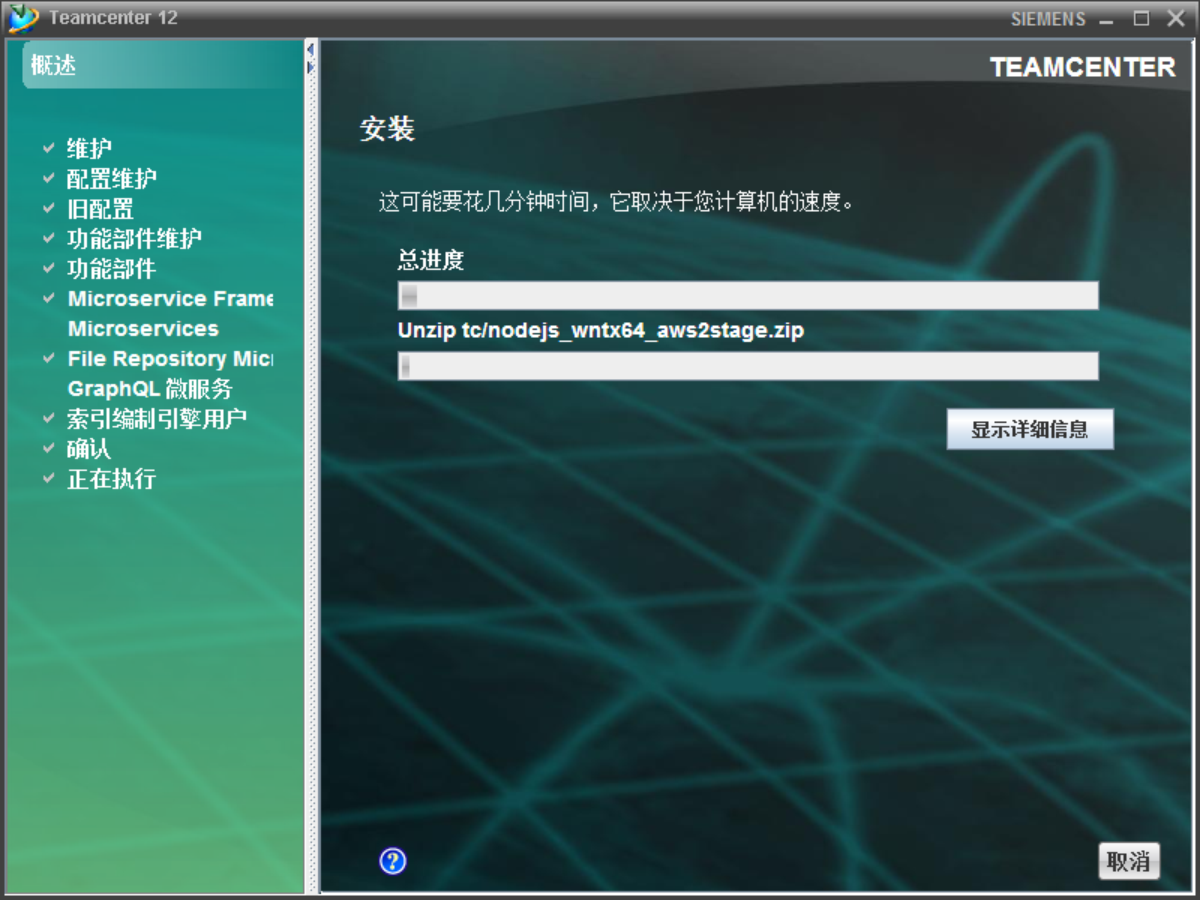 Teamcenter 12
SIEMENS
概述
维护
配置维护
旧配置
功能部件维护
功能部件
Microservice Frame
Microservices
File Repository Mic
GraphQL 微服务
索引编制引擎用户
确认
正在执行
TEAMCENTER
安装
这可能要花几分钟时间，它取决于您计算机的速度。
总进度
Unzip tc/nodejs_wntx64_aws2stage.zip
显示详细信息
?
取消